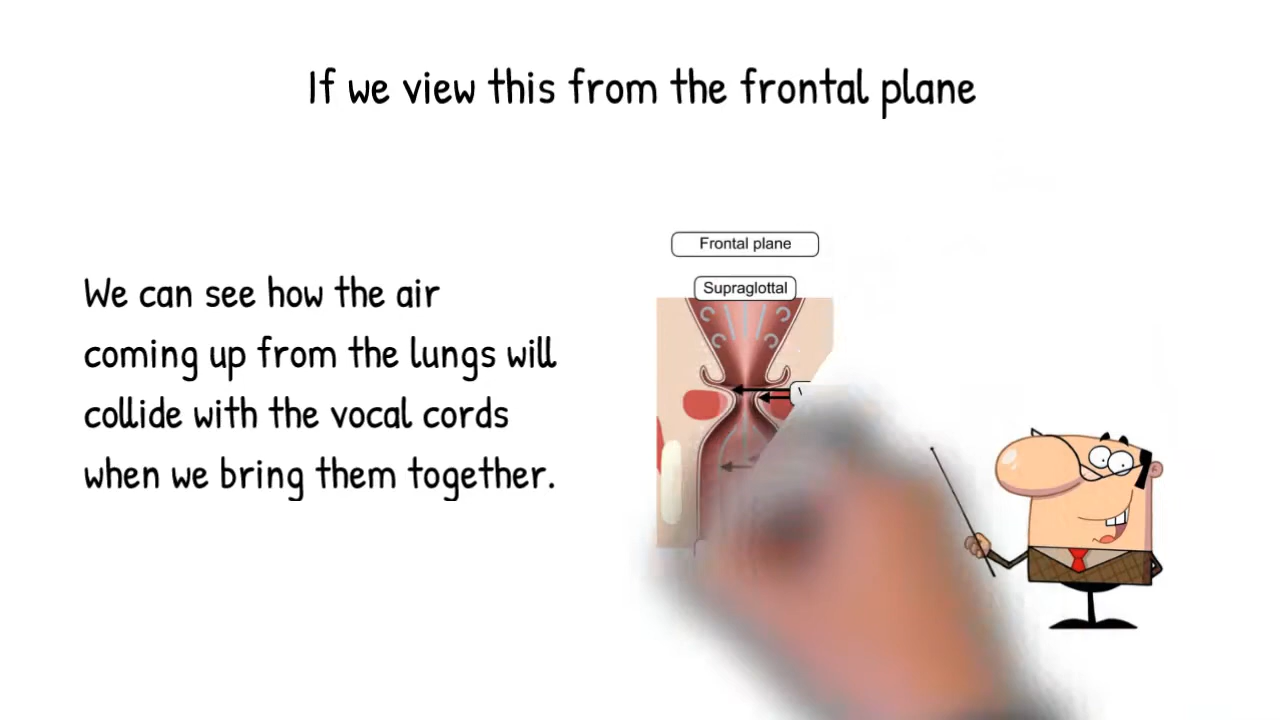 If we view this from the frontal plane
We can see how the air
coming up from the lungs will
collide with the vocal cords
when we bring them together.
Frontal plane
Supraglottal